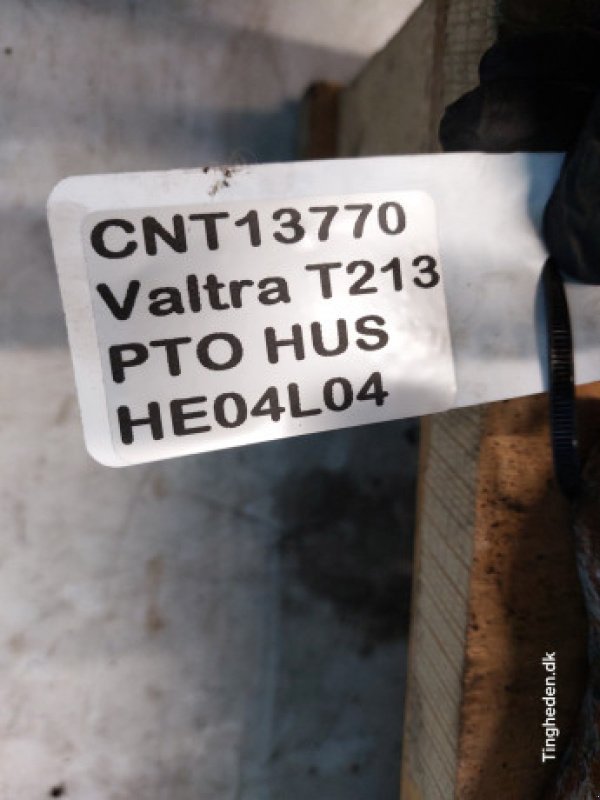 CNT13770
Valtra T213
PTO HUS
HE04L04
Tingheden.dk